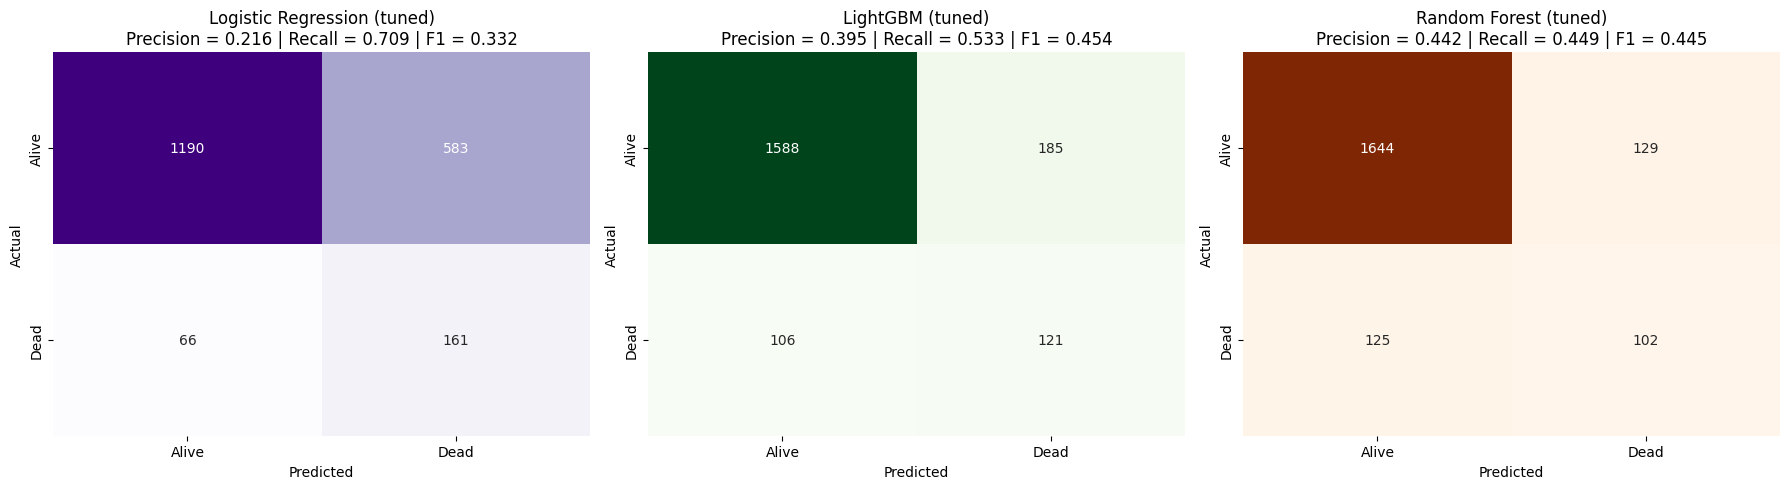 Logistic Regression (tuned)
Precision = 0.216 | Recall = 0.709 | F1 = 0.332
Actual
Alive
1190
583
Dead
66
161
Alive
Dead
Predicted
LightGBM (tuned)
Precision = 0.395 | Recall = 0.533 | F1 = 0.454
Actual
Alive
1588
185
Dead
106
121
Alive
Dead
Predicted
Random Forest (tuned)
Precision = 0.442 | Recall = 0.449 | F1 = 0.445
Actual
Alive
1644
129
Dead
125
102
Alive
Dead
Predicted